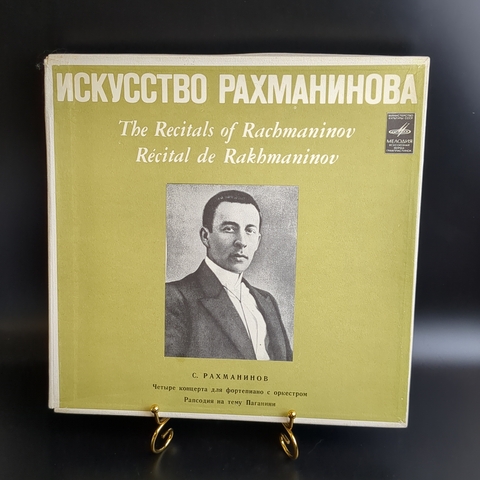 ИСКУССТВО РАХМАНИНОВА
The Recitals of Rachmaninov
Récital de Rakhmaninov
МЕЛОДИЯ
С. РАХМАНИНОВ
Четыре концерта для фортепиано с оркестром
Рапсодия на тему Паганини